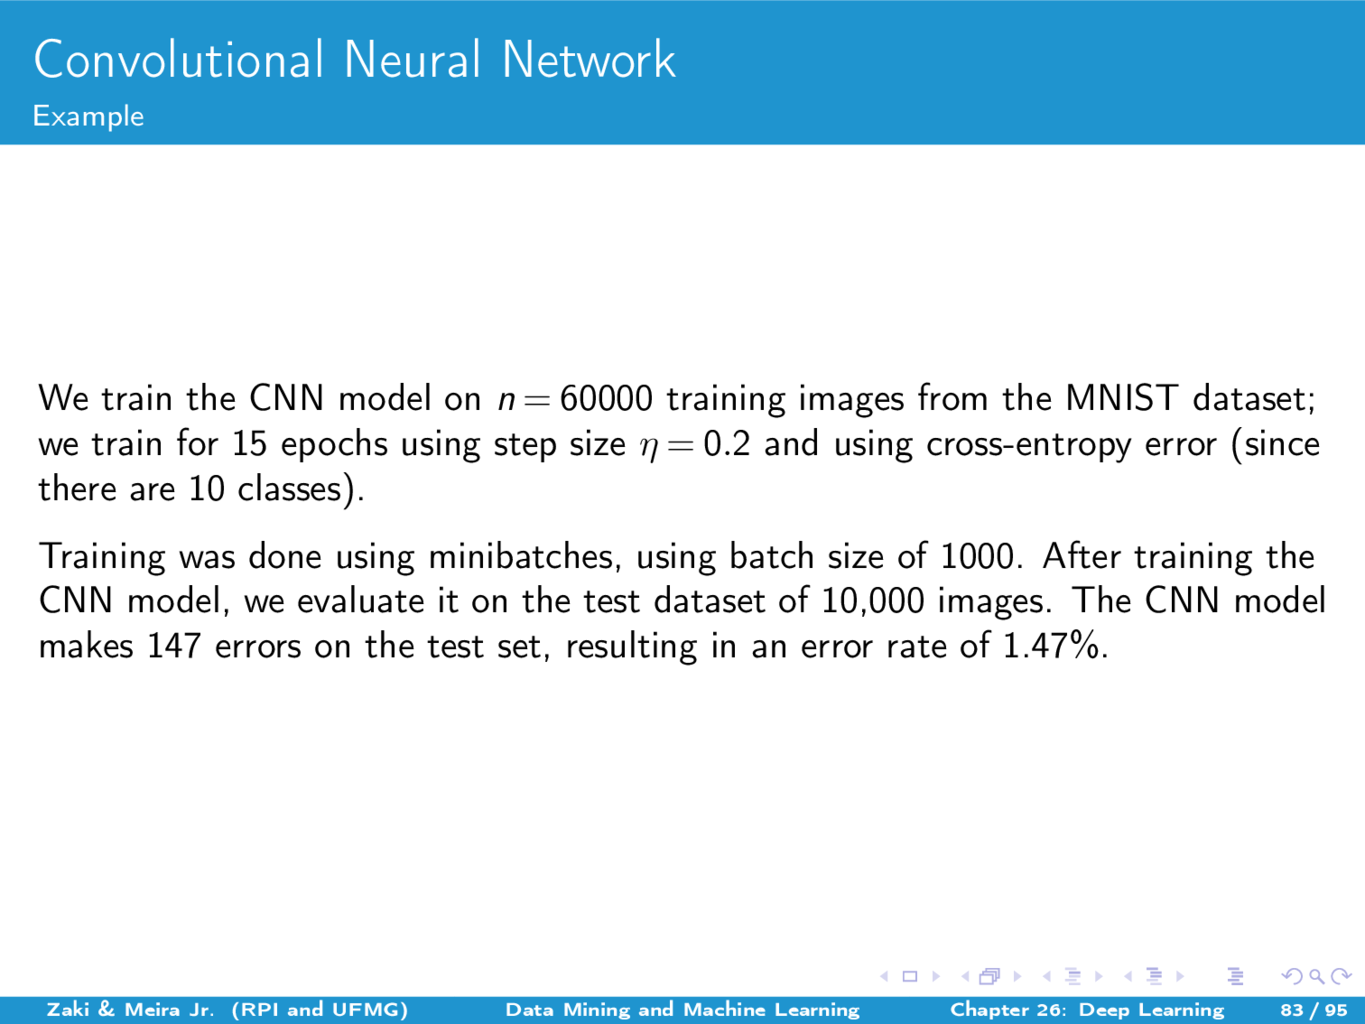 Convolutional Neural Network
Example
We train the CNN model on n = 60000 training images from the MNIST dataset;
we train for 15 epochs using step size η = 0.2 and using cross-entropy error (since
there are 10 classes).
Training was done using minibatches, using batch size of 1000. After training the
CNN model, we evaluate it on the test dataset of 10,000 images. The CNN model
makes 147 errors on the test set, resulting in an error rate of 1.47%.
Zaki & Meira Jr. (RPI and UFMG) Data Mining and Machine Learning Chapter 26: Deep Learning 83 / 95